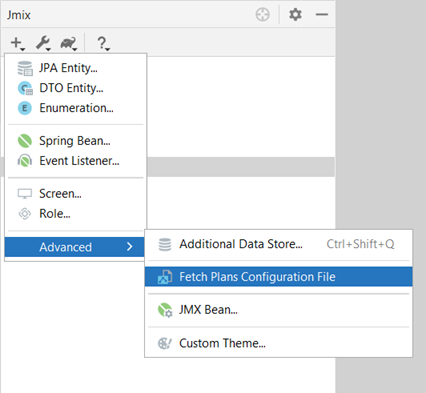 Jmix
?
JPA Entity...
DTO Entity...
C
Enumeration...
E
Spring Bean...
Event Listener...
Screen...
Role...
Advanced
Additional Data Store... Ctrl+Shift+Q
Fetch Plans Configuration File
JMX Bean...
Custom Theme...